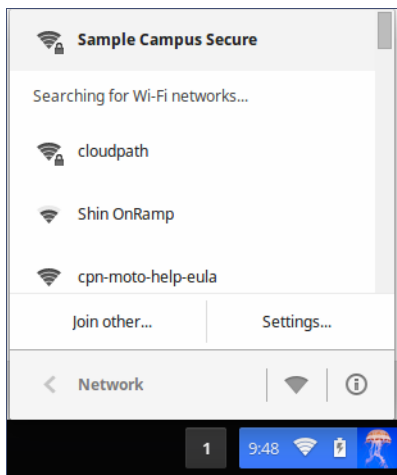 Sample Campus Secure
Searching for Wi-Fi networks...
cloudpath
Shin OnRamp
cpn-moto-help-eula
Join other... Settings...
Network
1 9:48